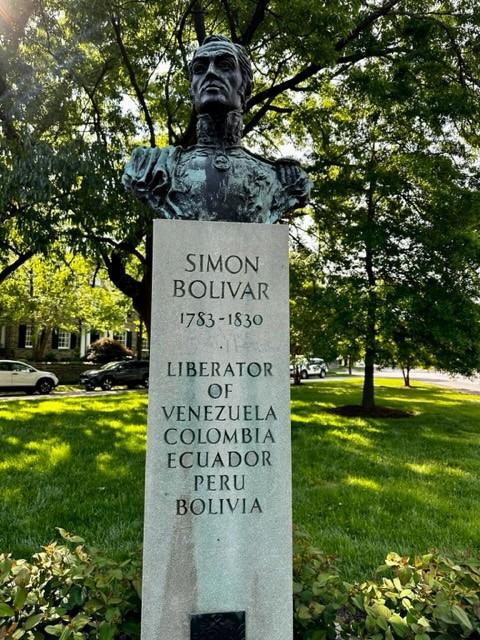 SIMON
BOLIVAR
1783-1830
LIBERATOR
OF
VENEZUELA
COLOMBIA
ECUADOR
PERU
BOLIVIA